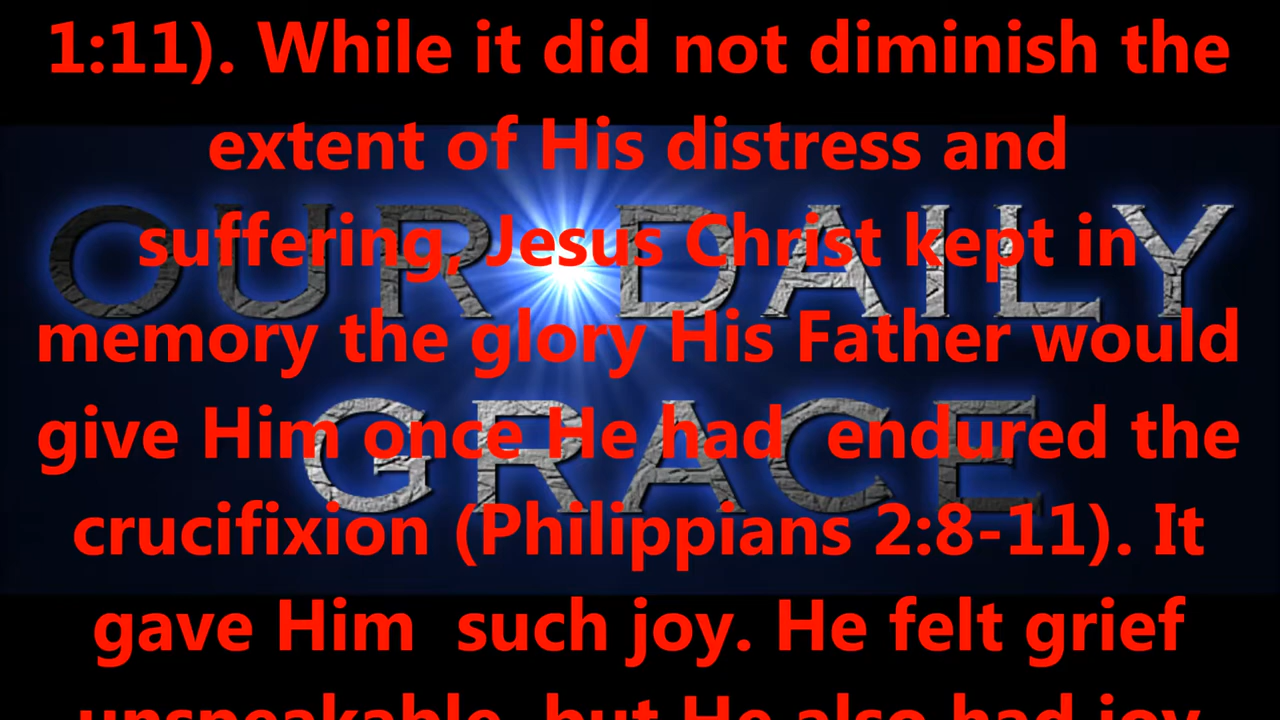 1:11). While it did not diminish the
extent of His distress and
suffering, Jesus Christ kept in
memory the glory His Father would
give Him once He had  endured the
crucifixion (Philippians 2:8-11). It
gave Him  such joy. He felt grief
unspeakable, but He also had joy
OUR DAILY
GRACE